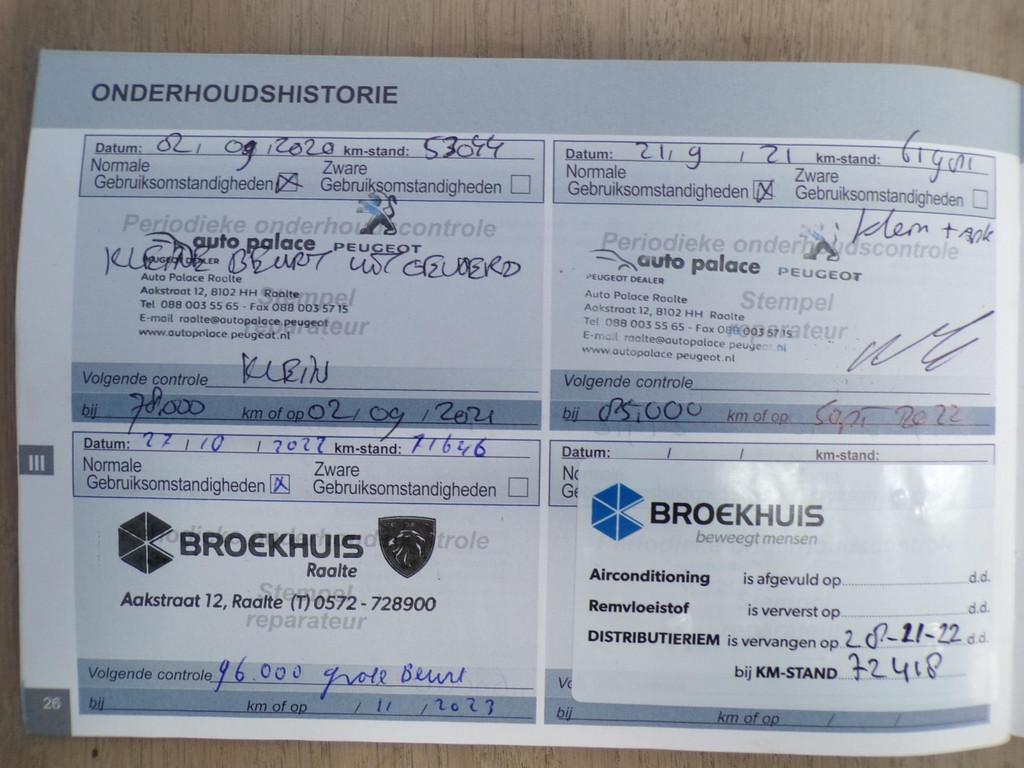 ONDERHOUDSHISTORIE
Datum: 02, 09, 2020 km-stand: 53044
Normale Zware
Gebruiksomstandigheden Gebruiksomstandigheden
Periodieke onderhoudscontrole
auto palace PEUGEOT
PEUGEOT DEALER
KLEINE BEURT UITGEVOERD
Auto Palace Raalte
Aakstraat 12, 8102 HH Raalte
Stempel
Tel 088 003 55 65 - Fax 088 003 57 15
E-mail raalte@autopalace.peugeot
reparateur
www.autopalace.peugeot.nl
Volgende controle KLEIN
bij 78.000 km of op 02, 09, 2021
Datum: 21, 9 / 21 km-stand:
Normale Zware
Gebruiksomstandigheden Gebruiksomstandigheden
klein +
Periodieke onderhoudscontrole
auto palace PEUGEOT
PEUGEOT DEALER
Auto Palace Raalte
Stempel
Aakstraat 12, 8102 HH Raalte
Tel 088 003 55 65 - Fax 088 003 57 15
reparateur
E-mail raalte@autopalace.peugeot.nl
www.autopalace.peugeot.nl
Volgende controle
bij 85.000 km of op Sept 2022
III
Datum: 27 / 10 / 2022 km-stand: 71646
Normale Zware
Gebruiksomstandigheden Gebruiksomstandigheden
Periodieke onderhoudscontrole
BROEKHUIS
Raalte
Stempel
Aakstraat 12, Raalte (T) 0572 - 728900
reparateur
Volgende controle 96.000 grote Beurt
bij km of op / 11 / 2023
Datum: / / km-stand:
BROEKHUIS
beweegt mensen
Airconditioning is afgevuld op d.d.
Remvloeistof is ververst op d.d.
DISTRIBUTIERIEM is vervangen op 28-11-22 d.d.
bij KM-STAND 72418
bij km of op / /
26